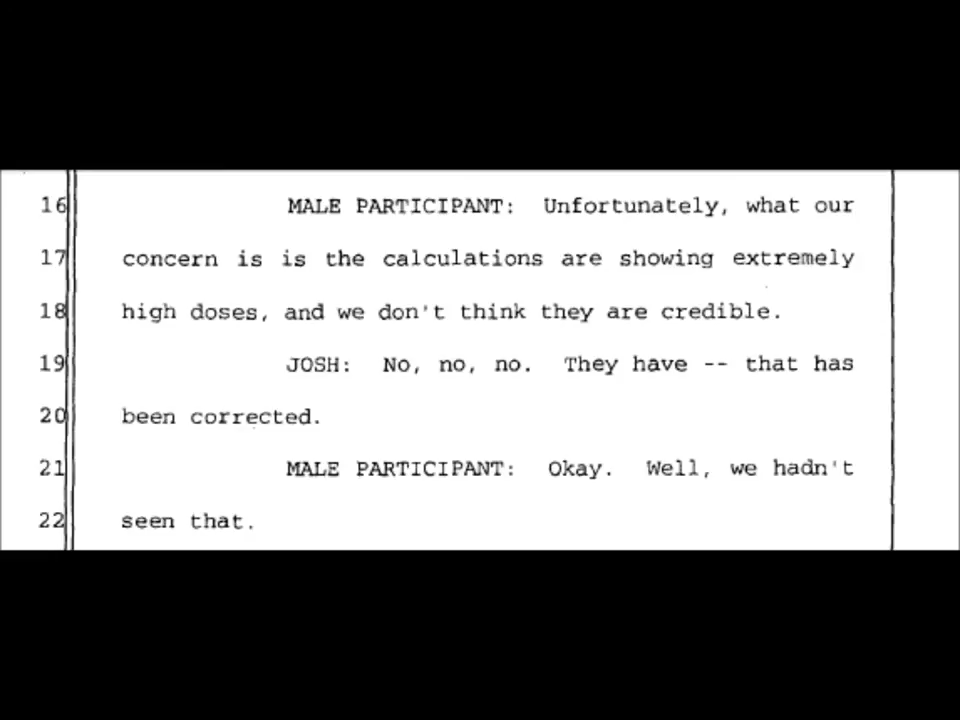 16 MALE PARTICIPANT: Unfortunately, what our
17 concern is is the calculations are showing extremely
18 high doses, and we don't think they are credible.
19 JOSH: No, no, no. They have -- that has
20 been corrected.
21 MALE PARTICIPANT: Okay. Well, we hadn't
22 seen that.